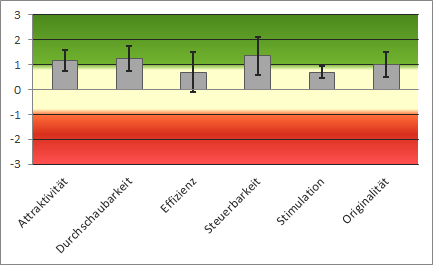 3
2
1
0
-1
-2
-3
Attraktivität
Durchschaubarkeit
Effizienz
Steuerbarkeit
Stimulation
Originalität